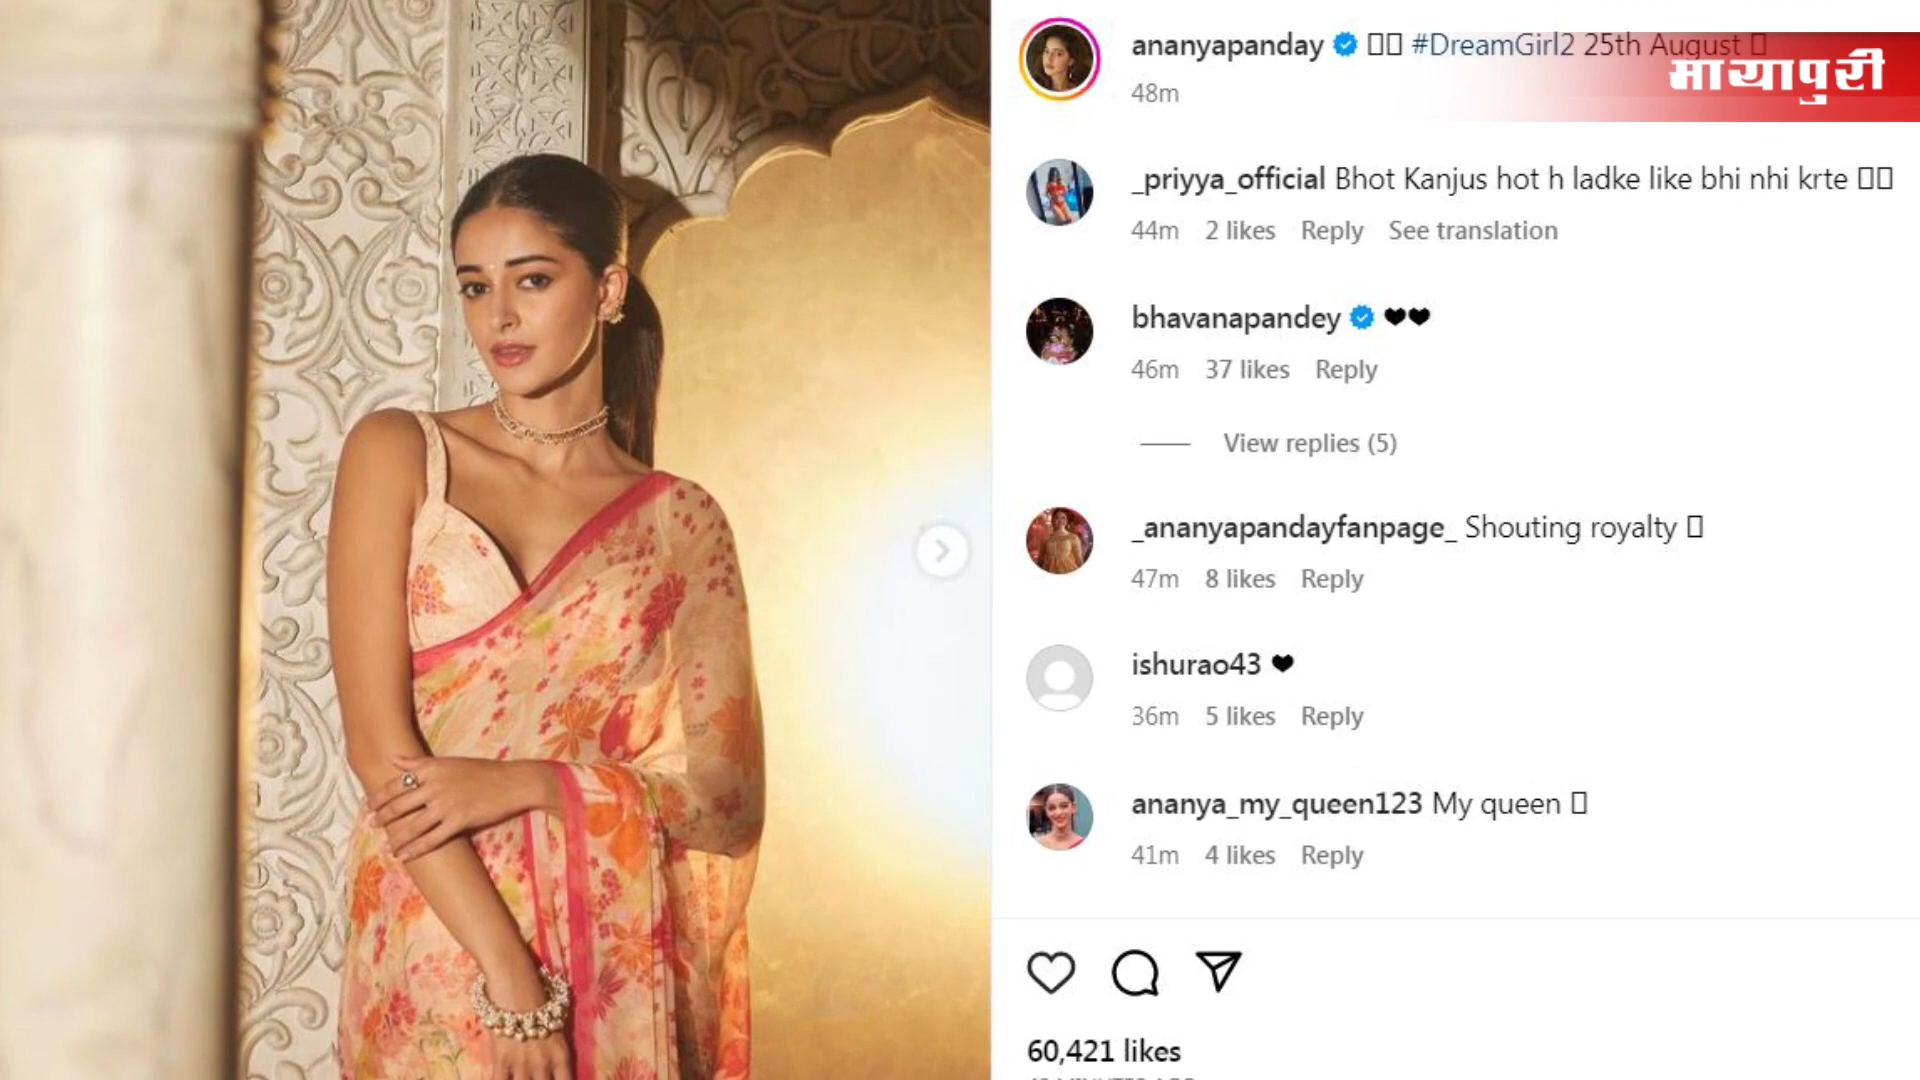 ananyapanday #DreamGirl2 25th August
मायापुरी
48m
_priyya_official Bhot Kanjus hot h ladke like bhi nhi krte
44m 2 likes Reply See translation
bhavanapandey ❤❤
46m 37 likes Reply
View replies (5)
_ananyapandayfanpage_ Shouting royalty
47m 8 likes Reply
ishurao43 ❤
36m 5 likes Reply
ananya_my_queen123 My queen
41m 4 likes Reply
60,421 likes